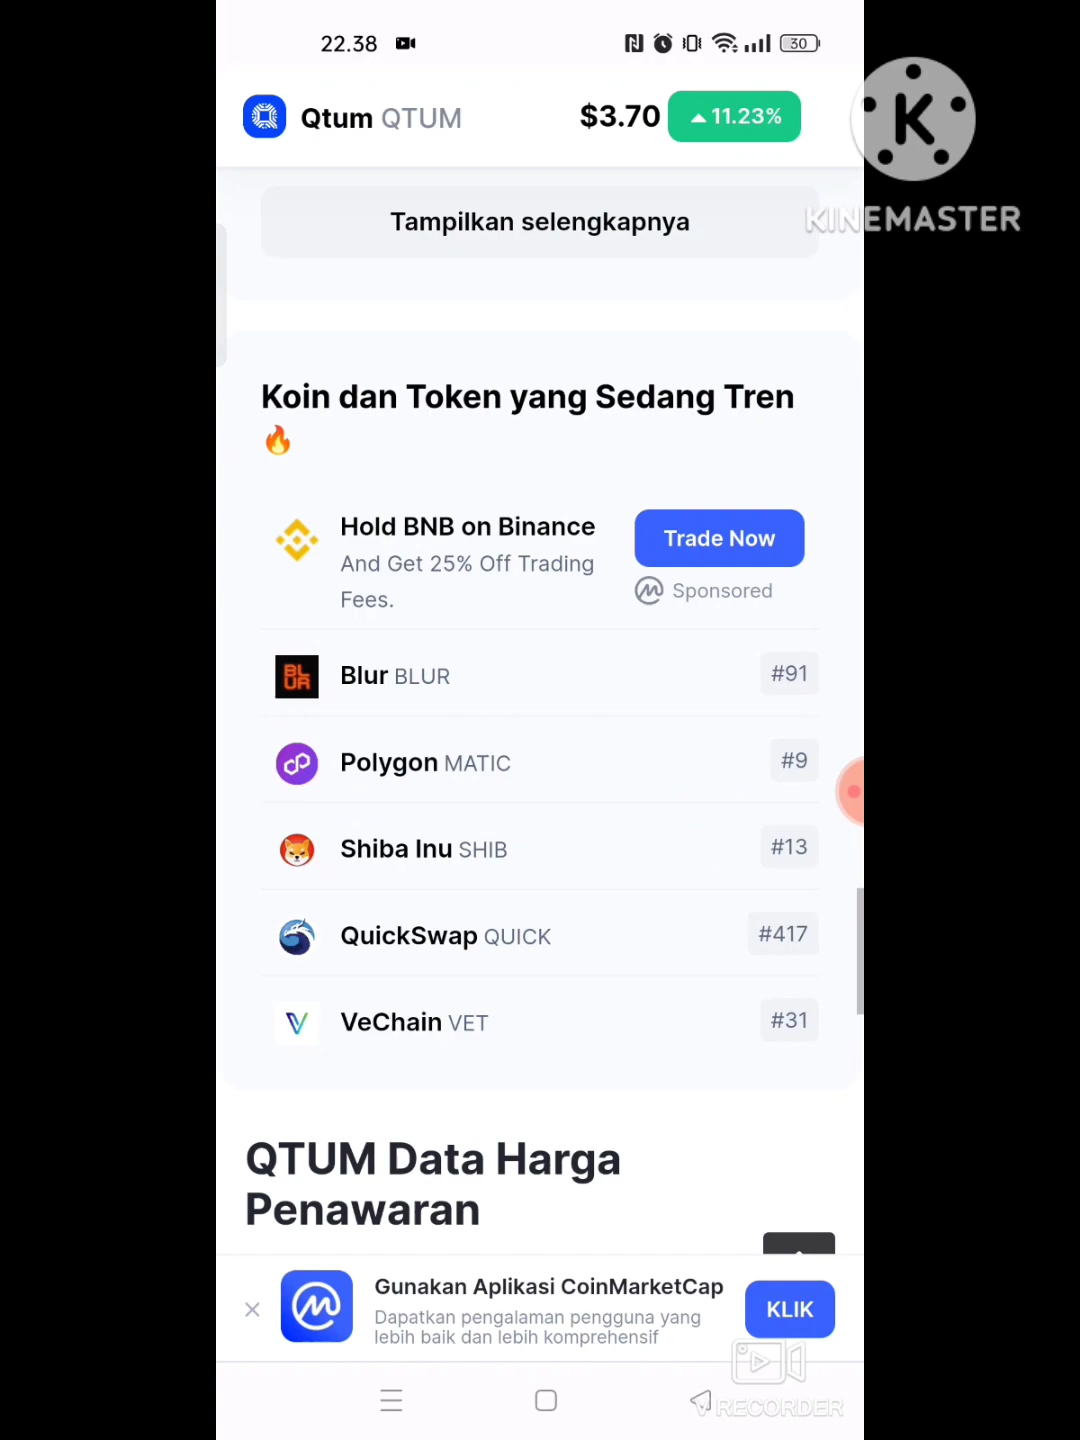 22.38
30
Qtum QTUM
$3.70
11.23%
K
KINEMASTER
Tampilkan selengkapnya
Koin dan Token yang Sedang Tren
🔥
Hold BNB on Binance
And Get 25% Off Trading
Fees.
Trade Now
Sponsored
BLUR
Blur BLUR
#91
Polygon MATIC
#9
Shiba Inu SHIB
#13
QuickSwap QUICK
#417
VeChain VET
#31
QTUM Data Harga
Penawaran
Gunakan Aplikasi CoinMarketCap
Dapatkan pengalaman pengguna yang
lebih baik dan lebih komprehensif
KLIK
V RECORDER